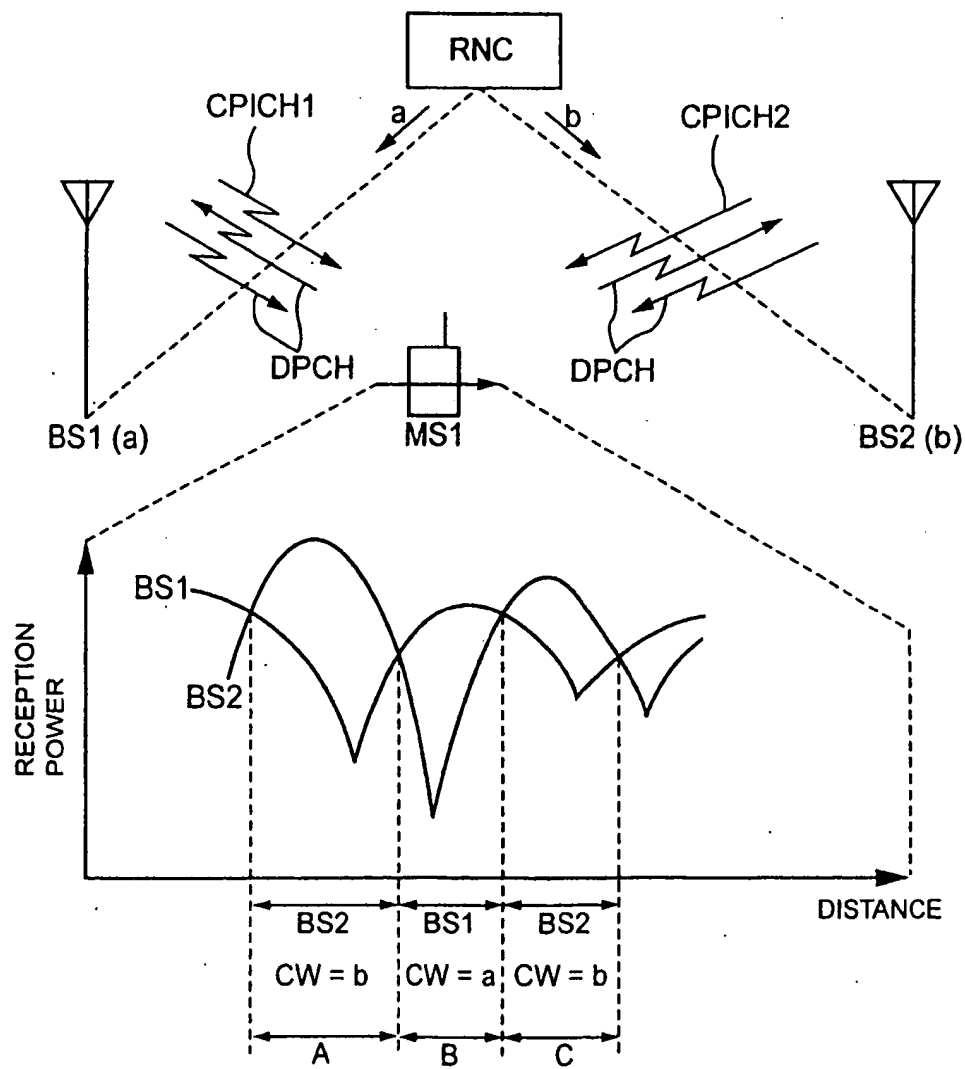 RNC
CPICH1
a
b
CPICH2
DPCH
DPCH
BS1 (a)
MS1
BS2 (b)
BS1
BS2
RECEPTION
POWER
DISTANCE
BS2
BS1
BS2
CW = b
CW = a
CW = b
A
B
C